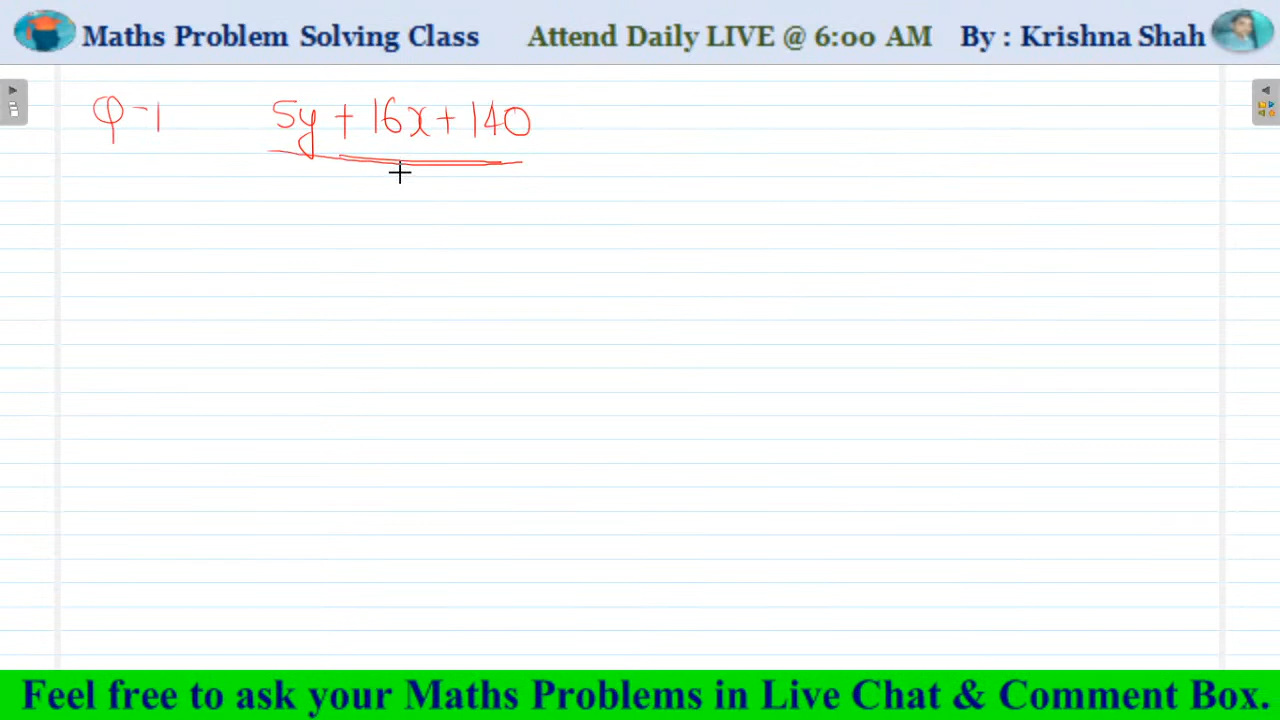 Maths Problem Solving Class Attend Daily LIVE @ 6:00 AM By : Krishna Shah
Q-1 5y + 16x + 140
Feel free to ask your Maths Problems in Live Chat & Comment Box.